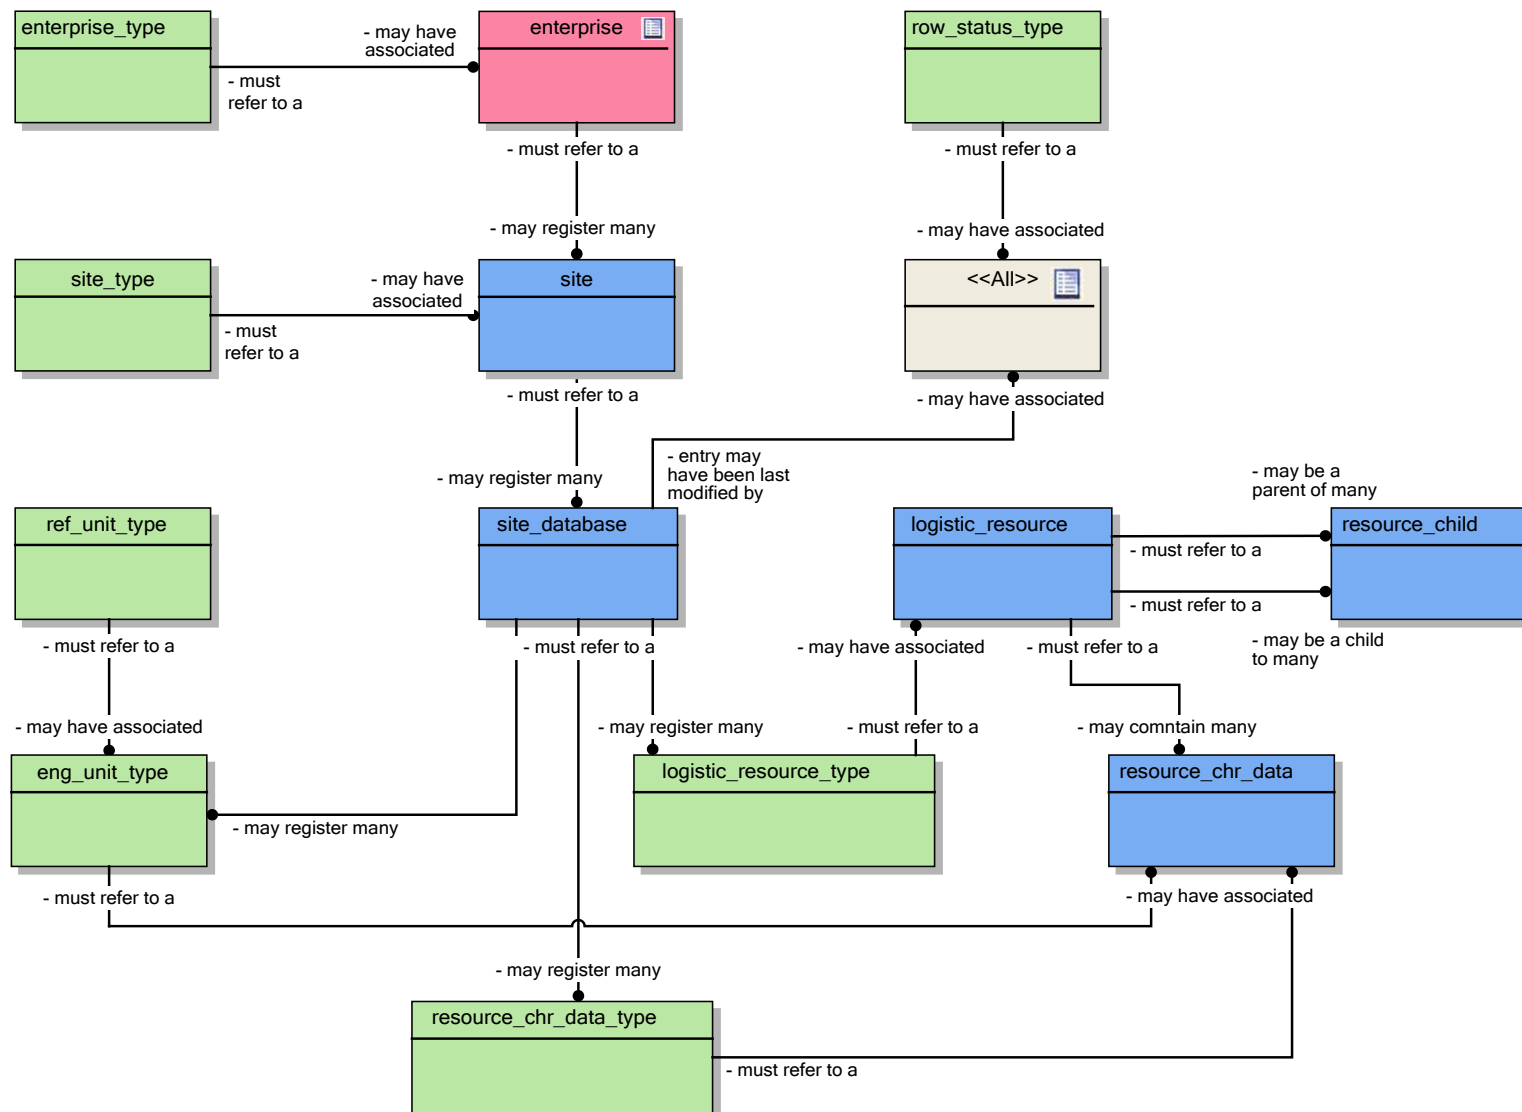 enterprise_type
- may have
associated
enterprise
row_status_type
- must
refer to a
- must refer to a
- must refer to a
- may register many
- may have associated
site_type
- may have
associated
site
<<All>>
- must
refer to a
- must refer to a
- may have associated
- may register many
- entry may
have been last
modified by
- may be a
parent of many
ref_unit_type
site_database
logistic_resource
resource_child
- must refer to a
- must refer to a
- must refer to a
- must refer to a
- may have associated
- must refer to a
- may be a child
to many
- may have associated
- may register many
- must refer to a
- may comntain many
eng_unit_type
logistic_resource_type
resource_chr_data
- may register many
- must refer to a
- may have associated
- may register many
resource_chr_data_type
- must refer to a